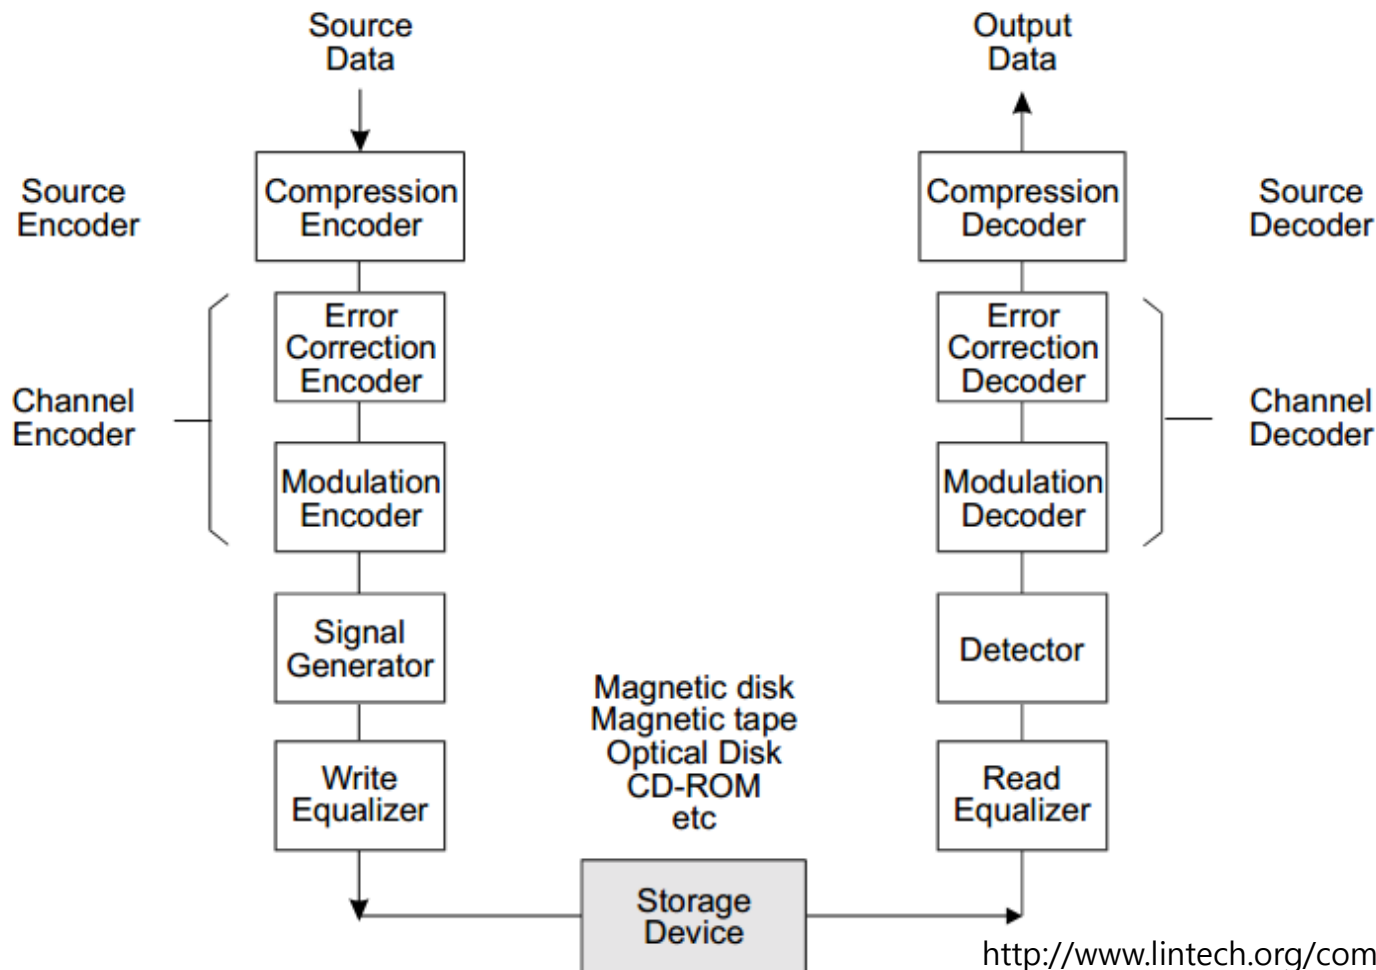 Source
Data
Output
Data
Source
Encoder
Compression
Encoder
Compression
Decoder
Source
Decoder
Channel
Encoder
Error
Correction
Encoder
Error
Correction
Decoder
Channel
Decoder
Modulation
Encoder
Modulation
Decoder
Signal
Generator
Detector
Magnetic disk
Magnetic tape
Optical Disk
CD-ROM
etc
Write
Equalizer
Read
Equalizer
Storage
Device
http://www.lintech.org/com